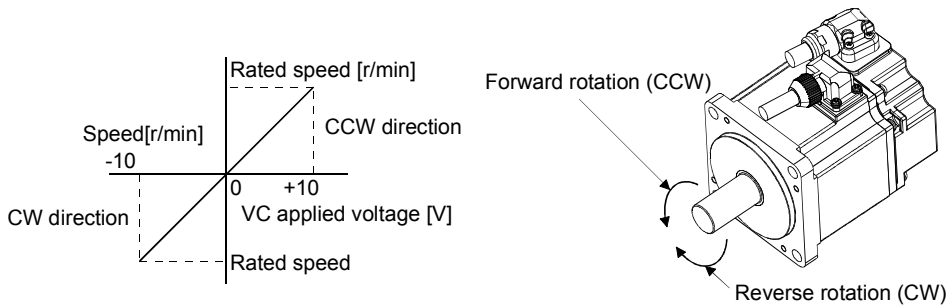 Rated speed [r/min]
Speed[r/min]
CCW direction
-10
0
+10
CW direction
VC applied voltage [V]
Rated speed
Forward rotation (CCW)
Reverse rotation (CW)